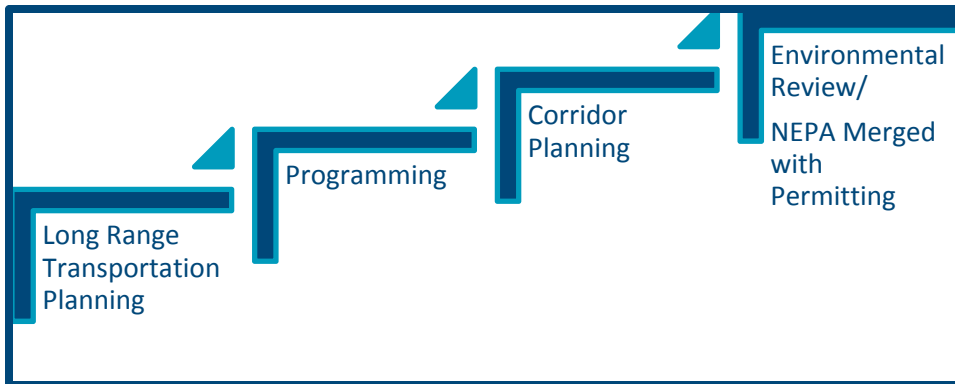 Long Range
Transportation
Planning
Programming
Corridor
Planning
Environmental
Review/
NEPA Merged
with
Permitting